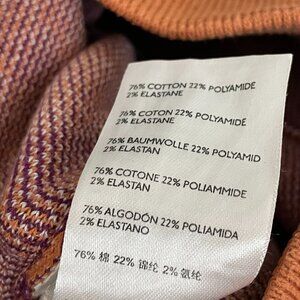 76% COTTON 22% POLYAMIDE
2% ELASTANE
76% COTON 22% POLYAMIDE
2% ELASTANE
76% BAUMWOLLE 22% POLYAMID
2% ELASTAN
76% COTONE 22% POLIAMMIDE
2% ELASTAN
76% ALGODÓN 22% POLIAMIDA
2% ELASTANO
76% 棉 22% 锦纶 2% 氨纶